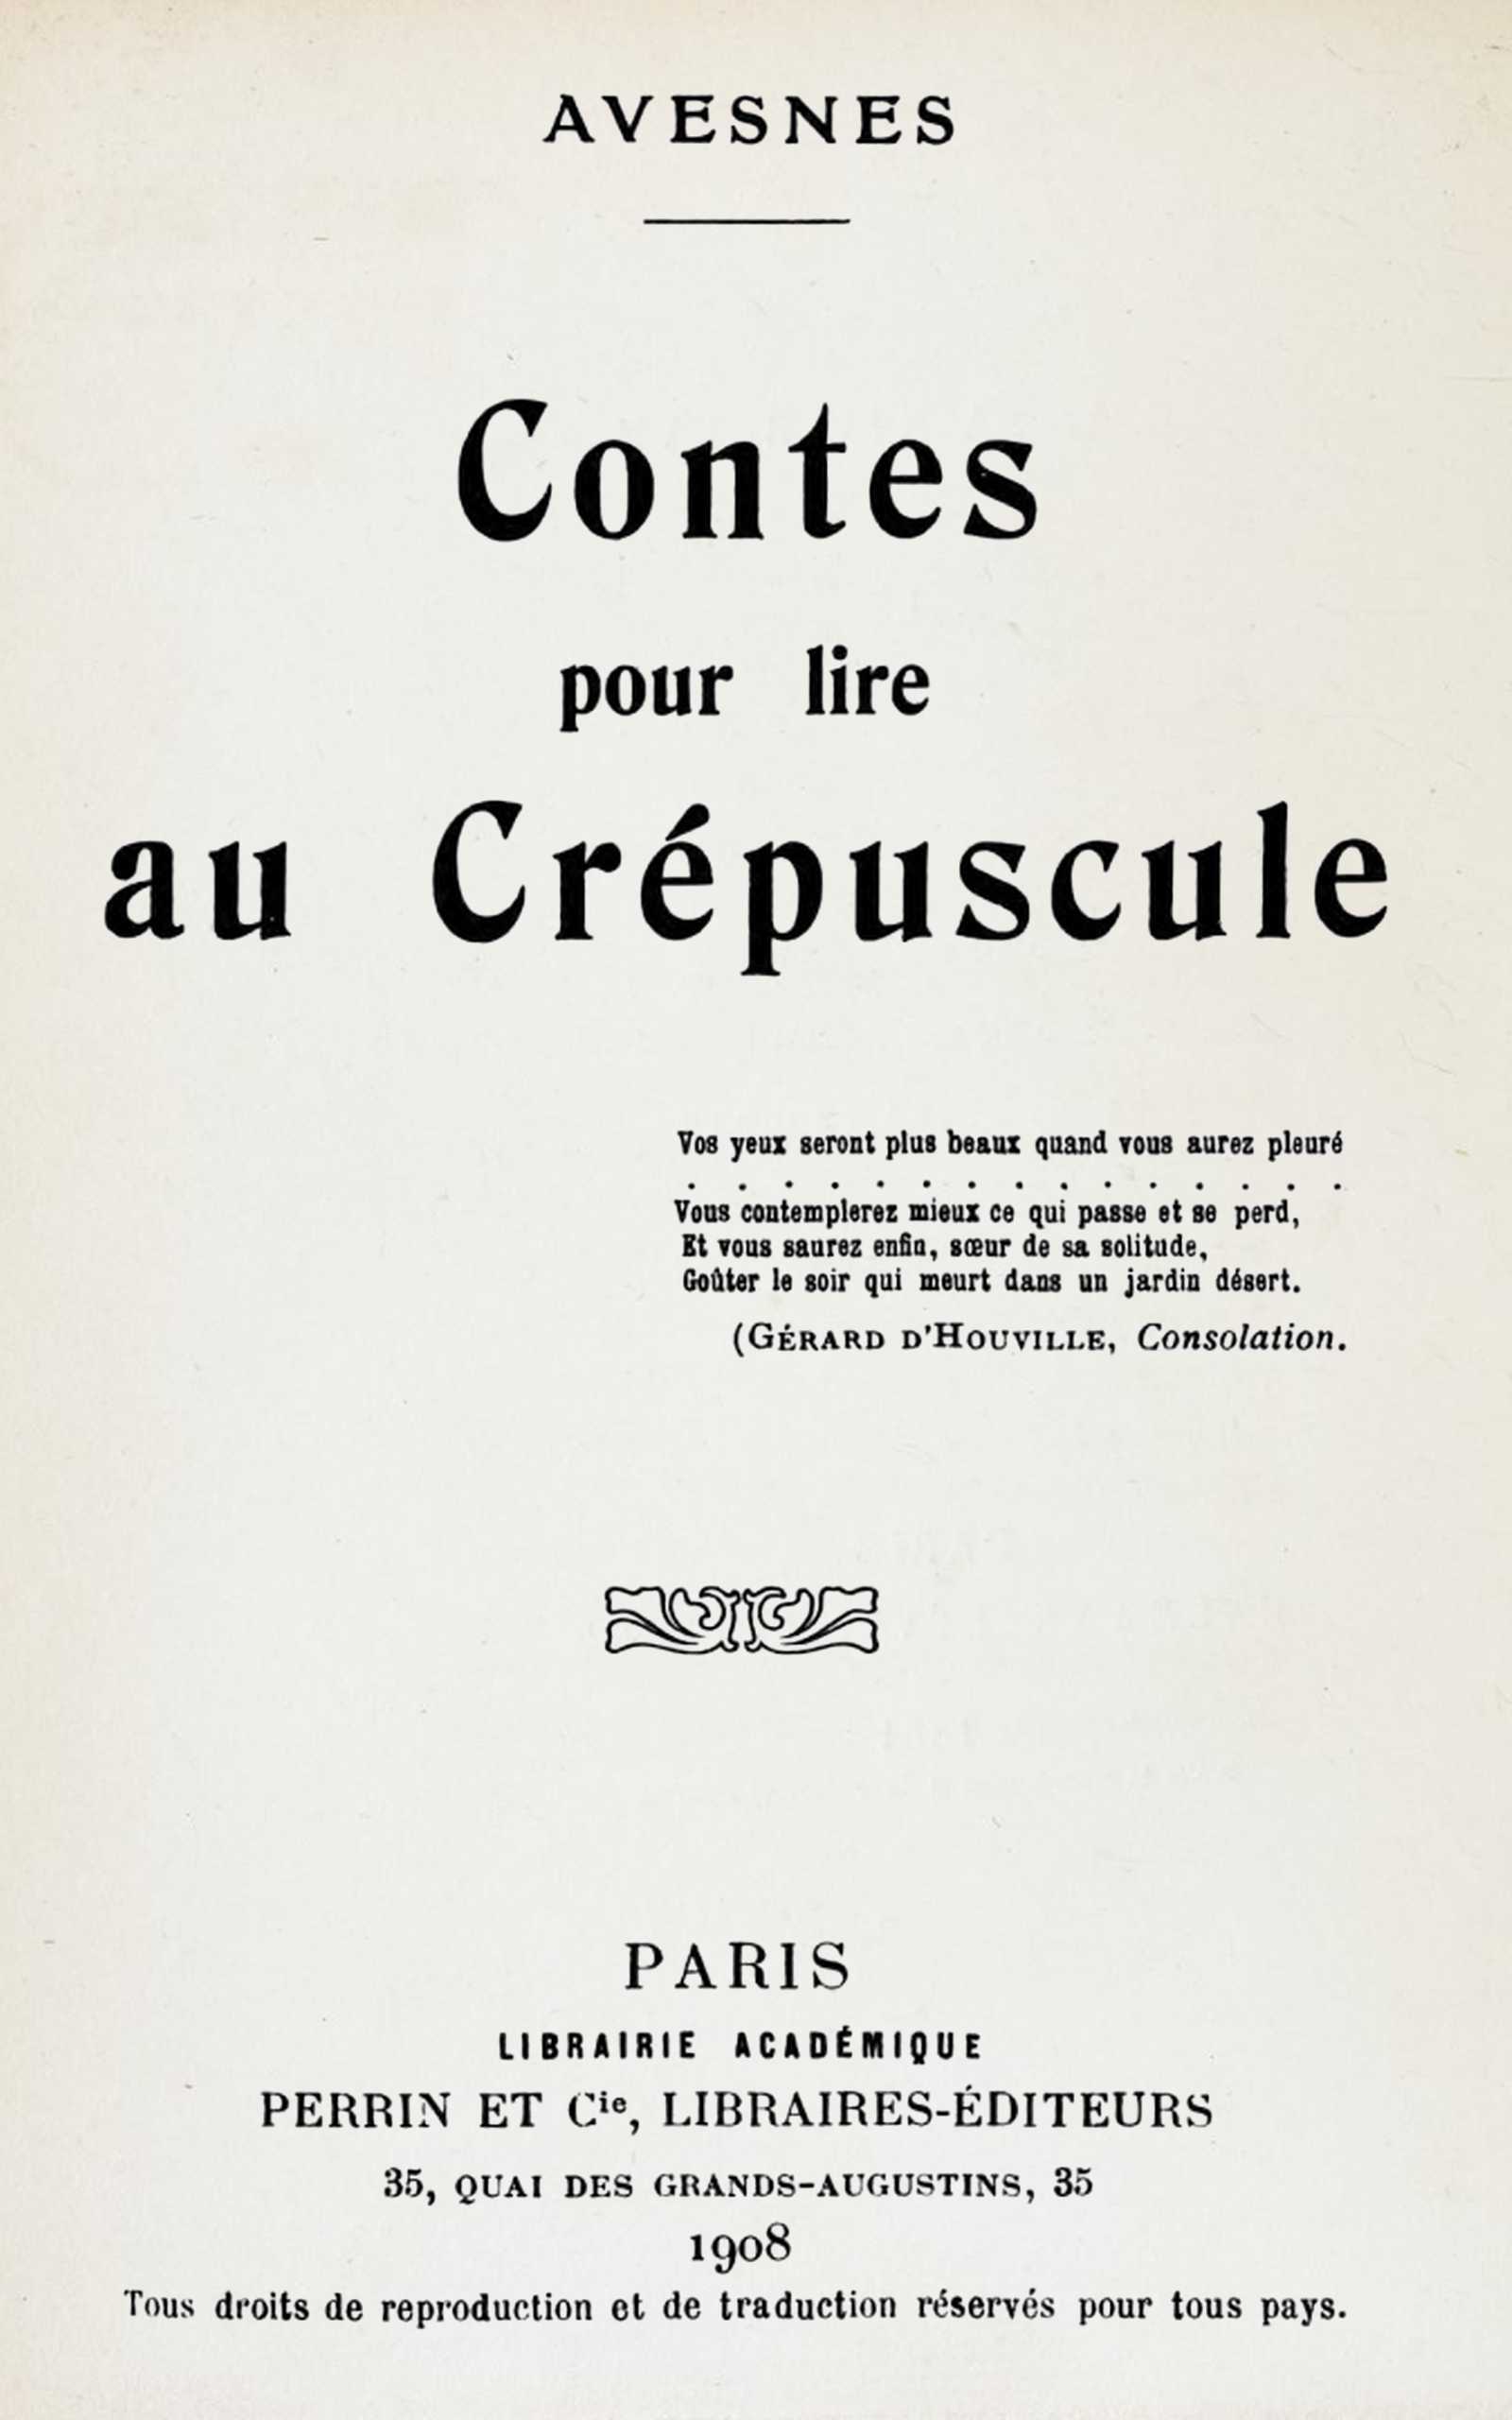 AVESNES
Contes
pour lire
au Crépuscule
Vos yeux seront plus beaux quand vous aurez pleuré
. . . . . . . . . . . . . . .
Vous contemplerez mieux ce qui passe et se perd,
Et vous saurez enfin, sœur de sa solitude,
Goûter le soir qui meurt dans un jardin désert.
(GÉRARD D'HOUVILLE, Consolation.
PARIS
LIBRAIRIE ACADÉMIQUE
PERRIN ET Cie, LIBRAIRES-ÉDITEURS
35, QUAI DES GRANDS-AUGUSTINS, 35
1908
Tous droits de reproduction et de traduction réservés pour tous pays.